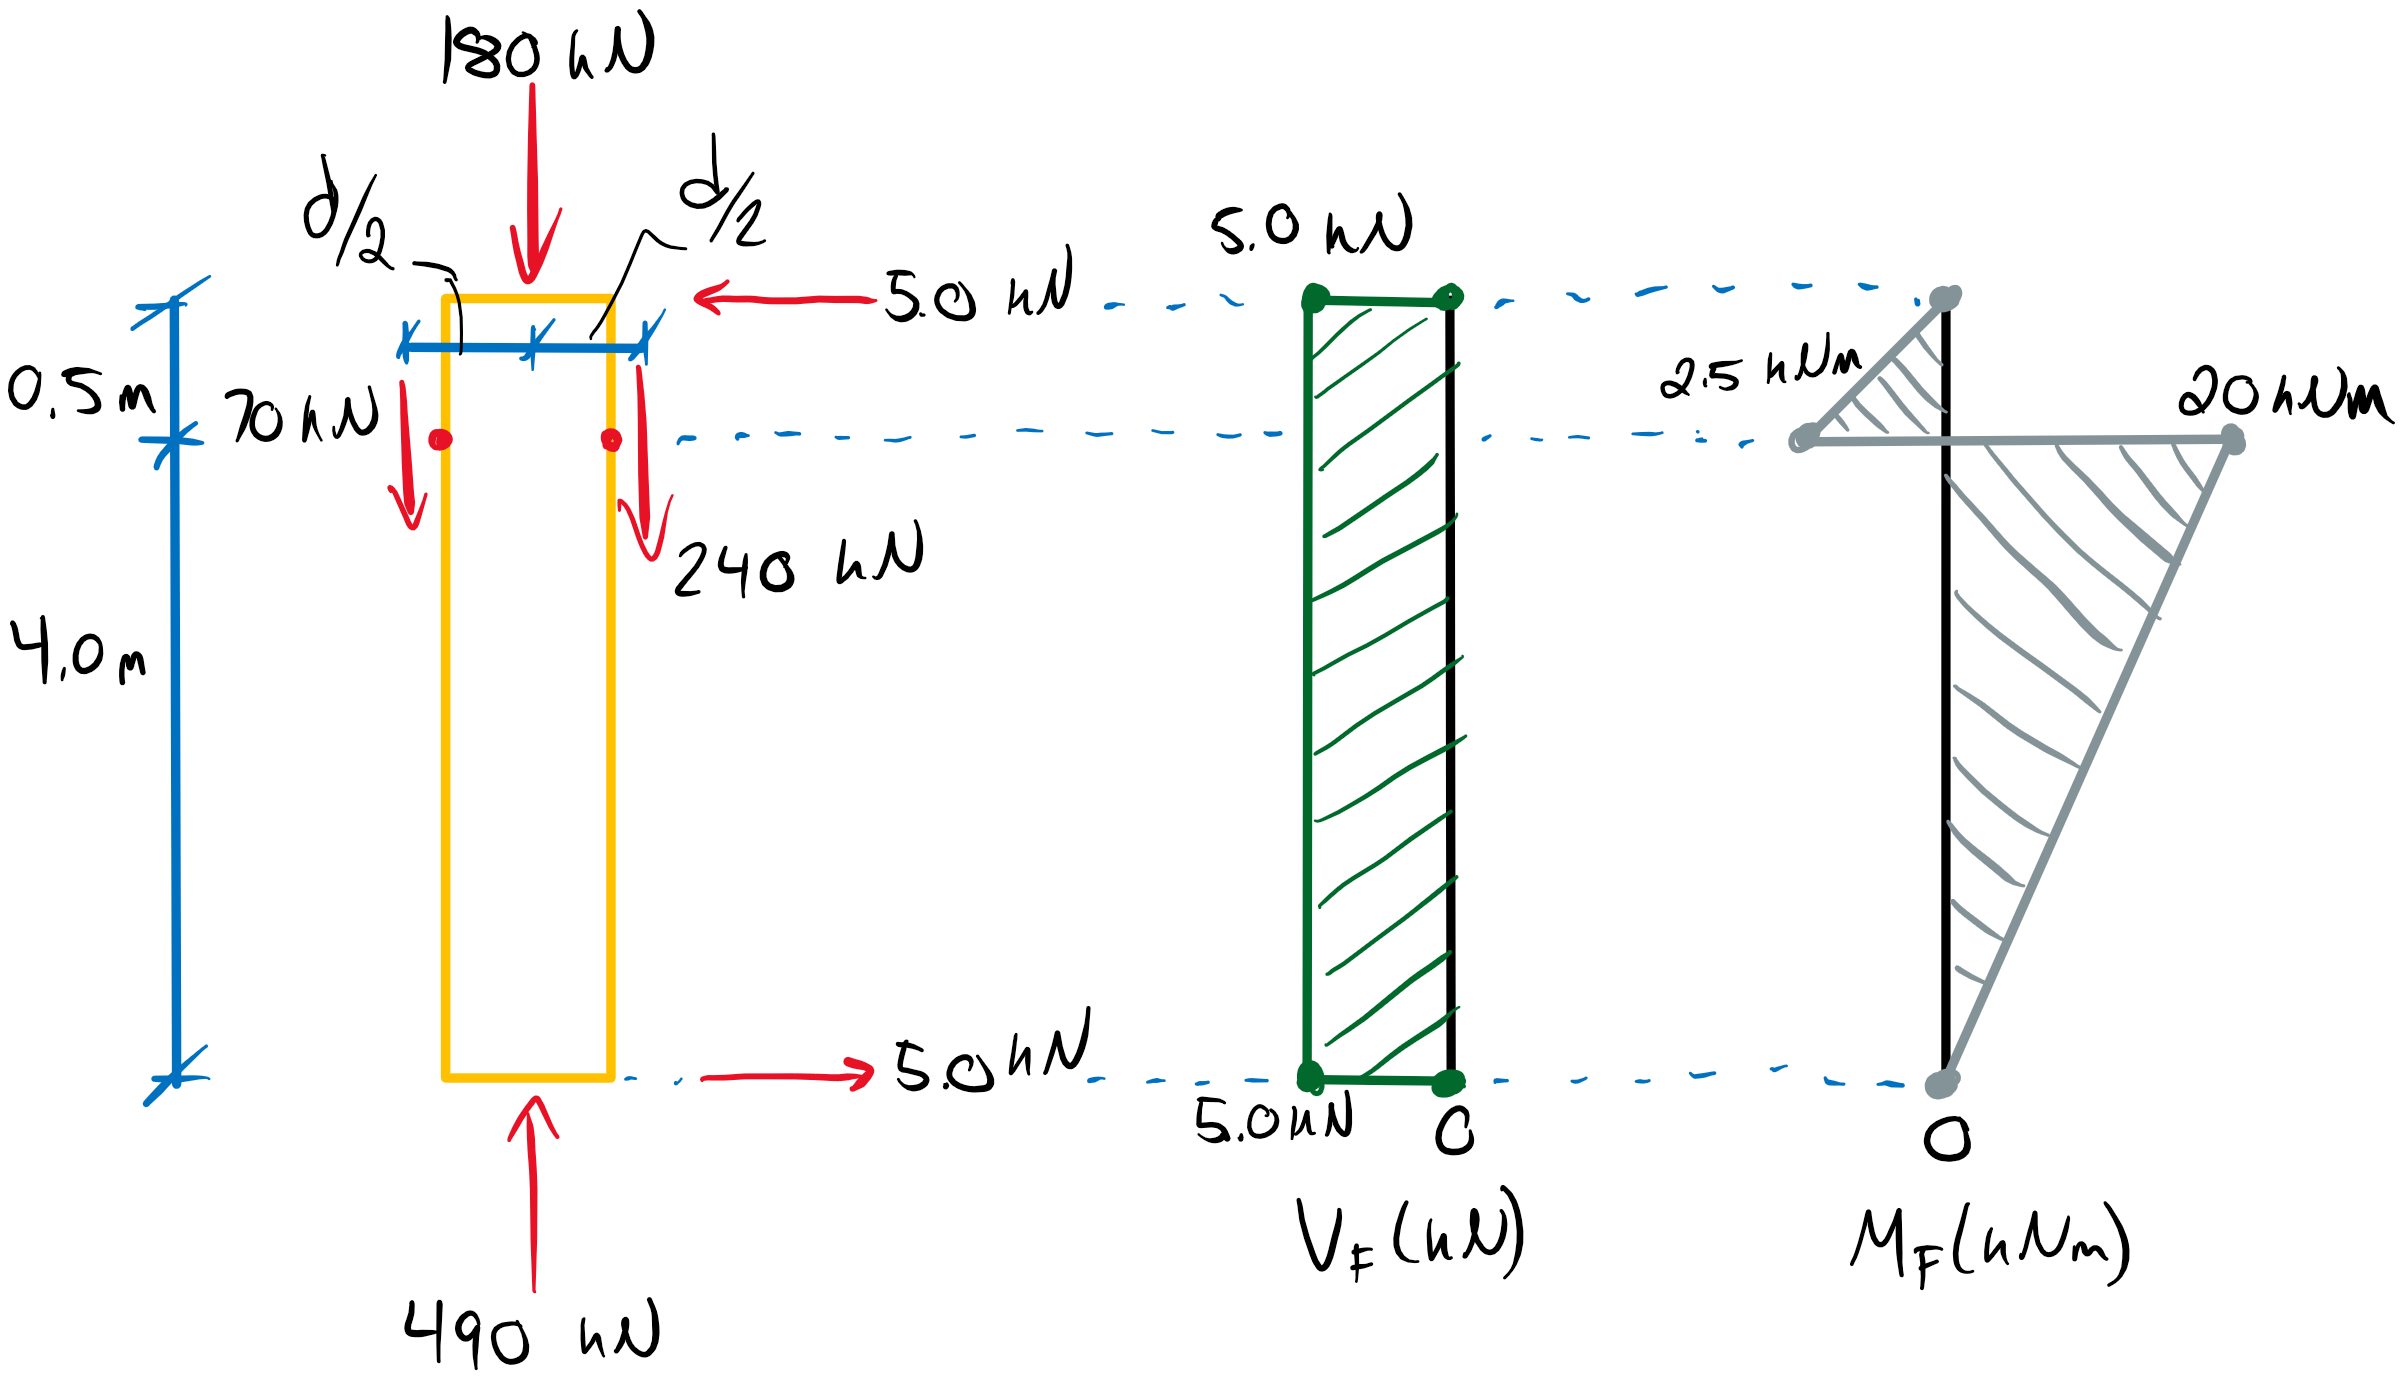 180 kN
d/2
d/2
5.0 kN
5.0 kN
0.5 m
70 kN
2.5 kNm
20 kNm
240 kN
4.0 m
5.0 kN
5.0 kN
0
0
V_F (kN)
M_F (kNm)
490 kN